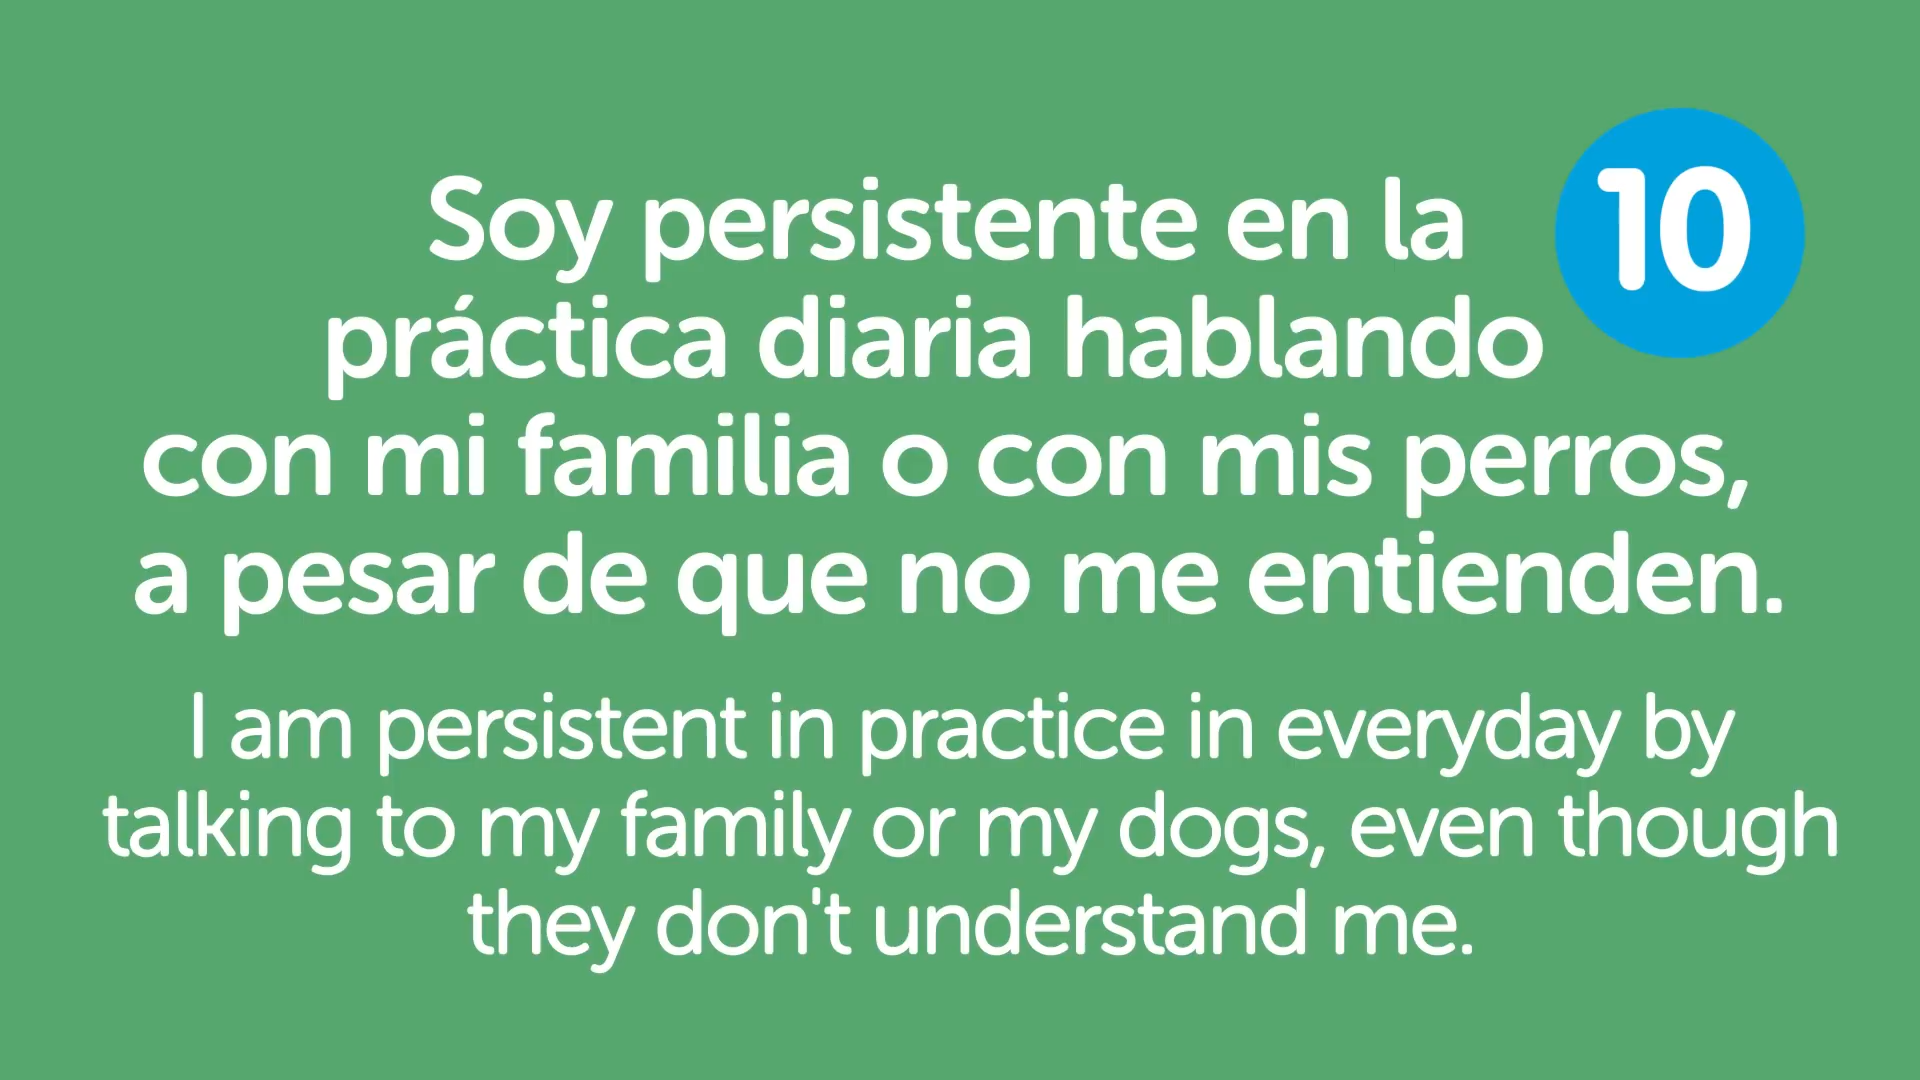 Soy persistente en la
10
práctica diaria hablando
con mi familia o con mis perros,
a pesar de que no me entienden.
I am persistent in practice in everyday by
talking to my family or my dogs, even though
they don't understand me.